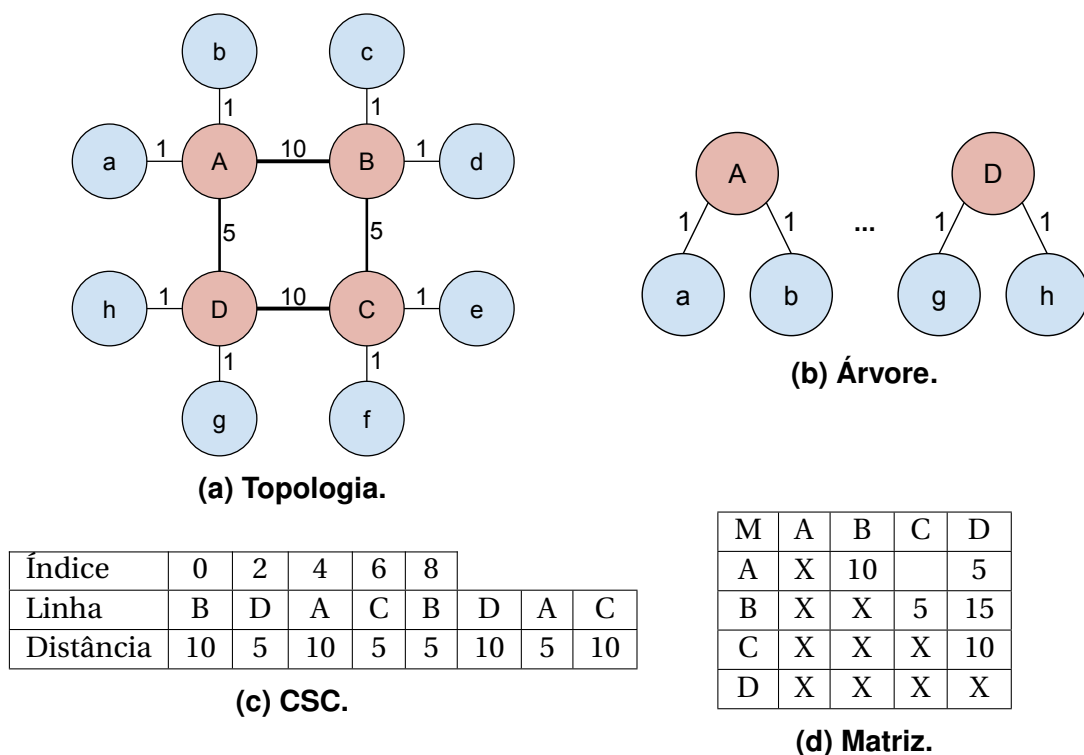 b c
1 1
a 1 A 10 B 1 d
5 5
h 1 D 10 C 1 e
1 1
g f
(a) Topologia.
A D
1 1 ... 1 1
a b g h
(b) Árvore.
Índice 0 2 4 6 8
Linha B D A C B D A C
Distância 10 5 10 5 5 10 5 10
(c) CSC.
M A B C D
A X 10 5
B X X 5 15
C X X X 10
D X X X X
(d) Matriz.